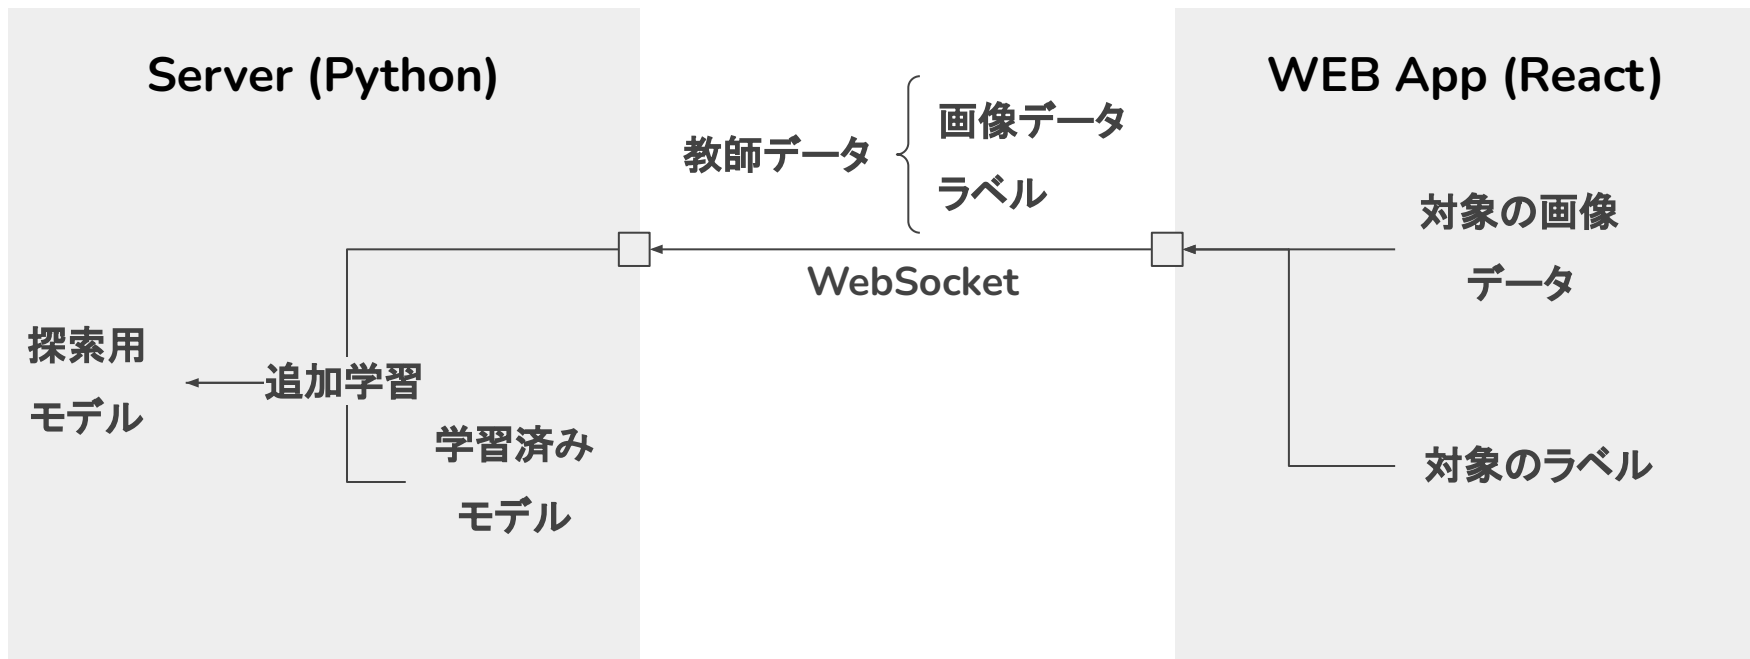 Server (Python)
WEB App (React)
教師データ
画像データ
ラベル
WebSocket
対象の画像
データ
対象のラベル
探索用
モデル
追加学習
学習済み
モデル